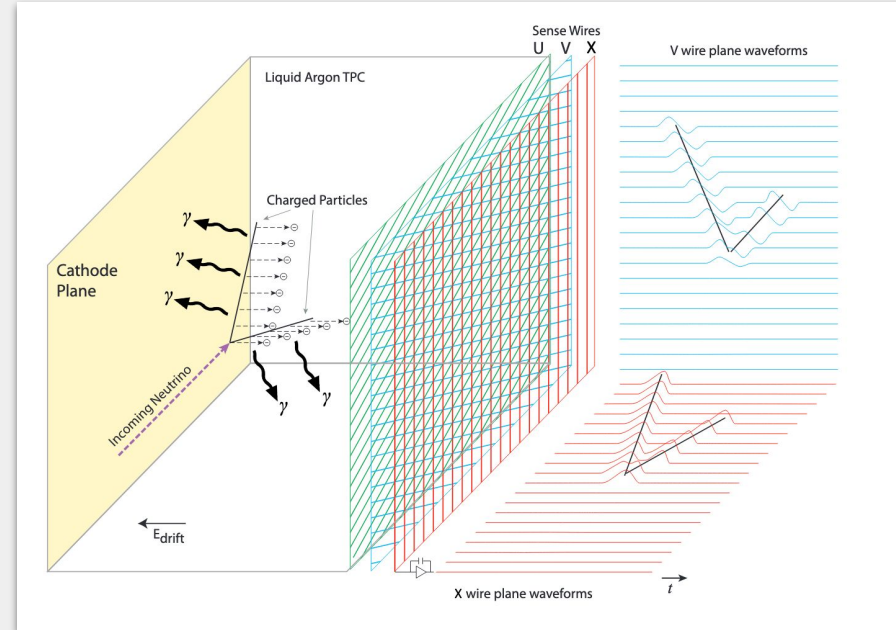 Sense Wires
U V X
V wire plane waveforms
Liquid Argon TPC
Charged Particles
γ
γ
γ
Cathode
Plane
Incoming Neutrino
γ
γ
Edrift
X wire plane waveforms
t